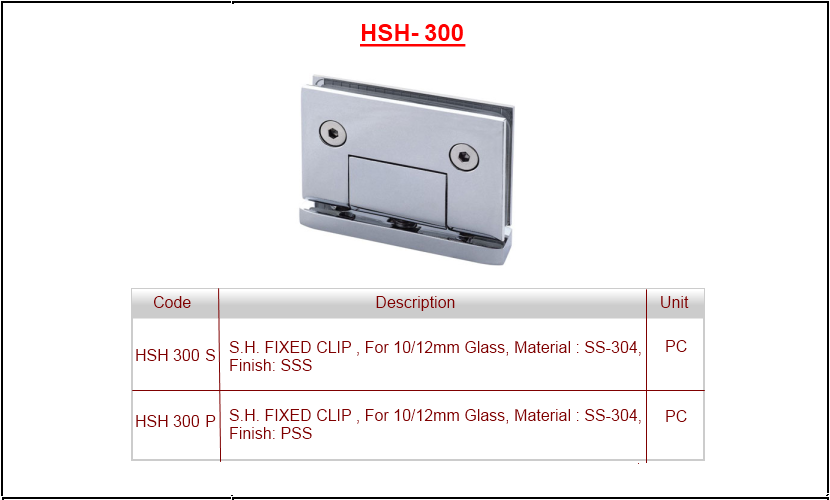 HSH- 300
Code Description Unit
HSH 300 S S.H. FIXED CLIP , For 10/12mm Glass, Material : SS-304, PC
Finish: SSS
HSH 300 P S.H. FIXED CLIP , For 10/12mm Glass, Material : SS-304, PC
Finish: PSS